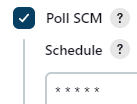 Poll SCM ?
Schedule ?
* * * * *